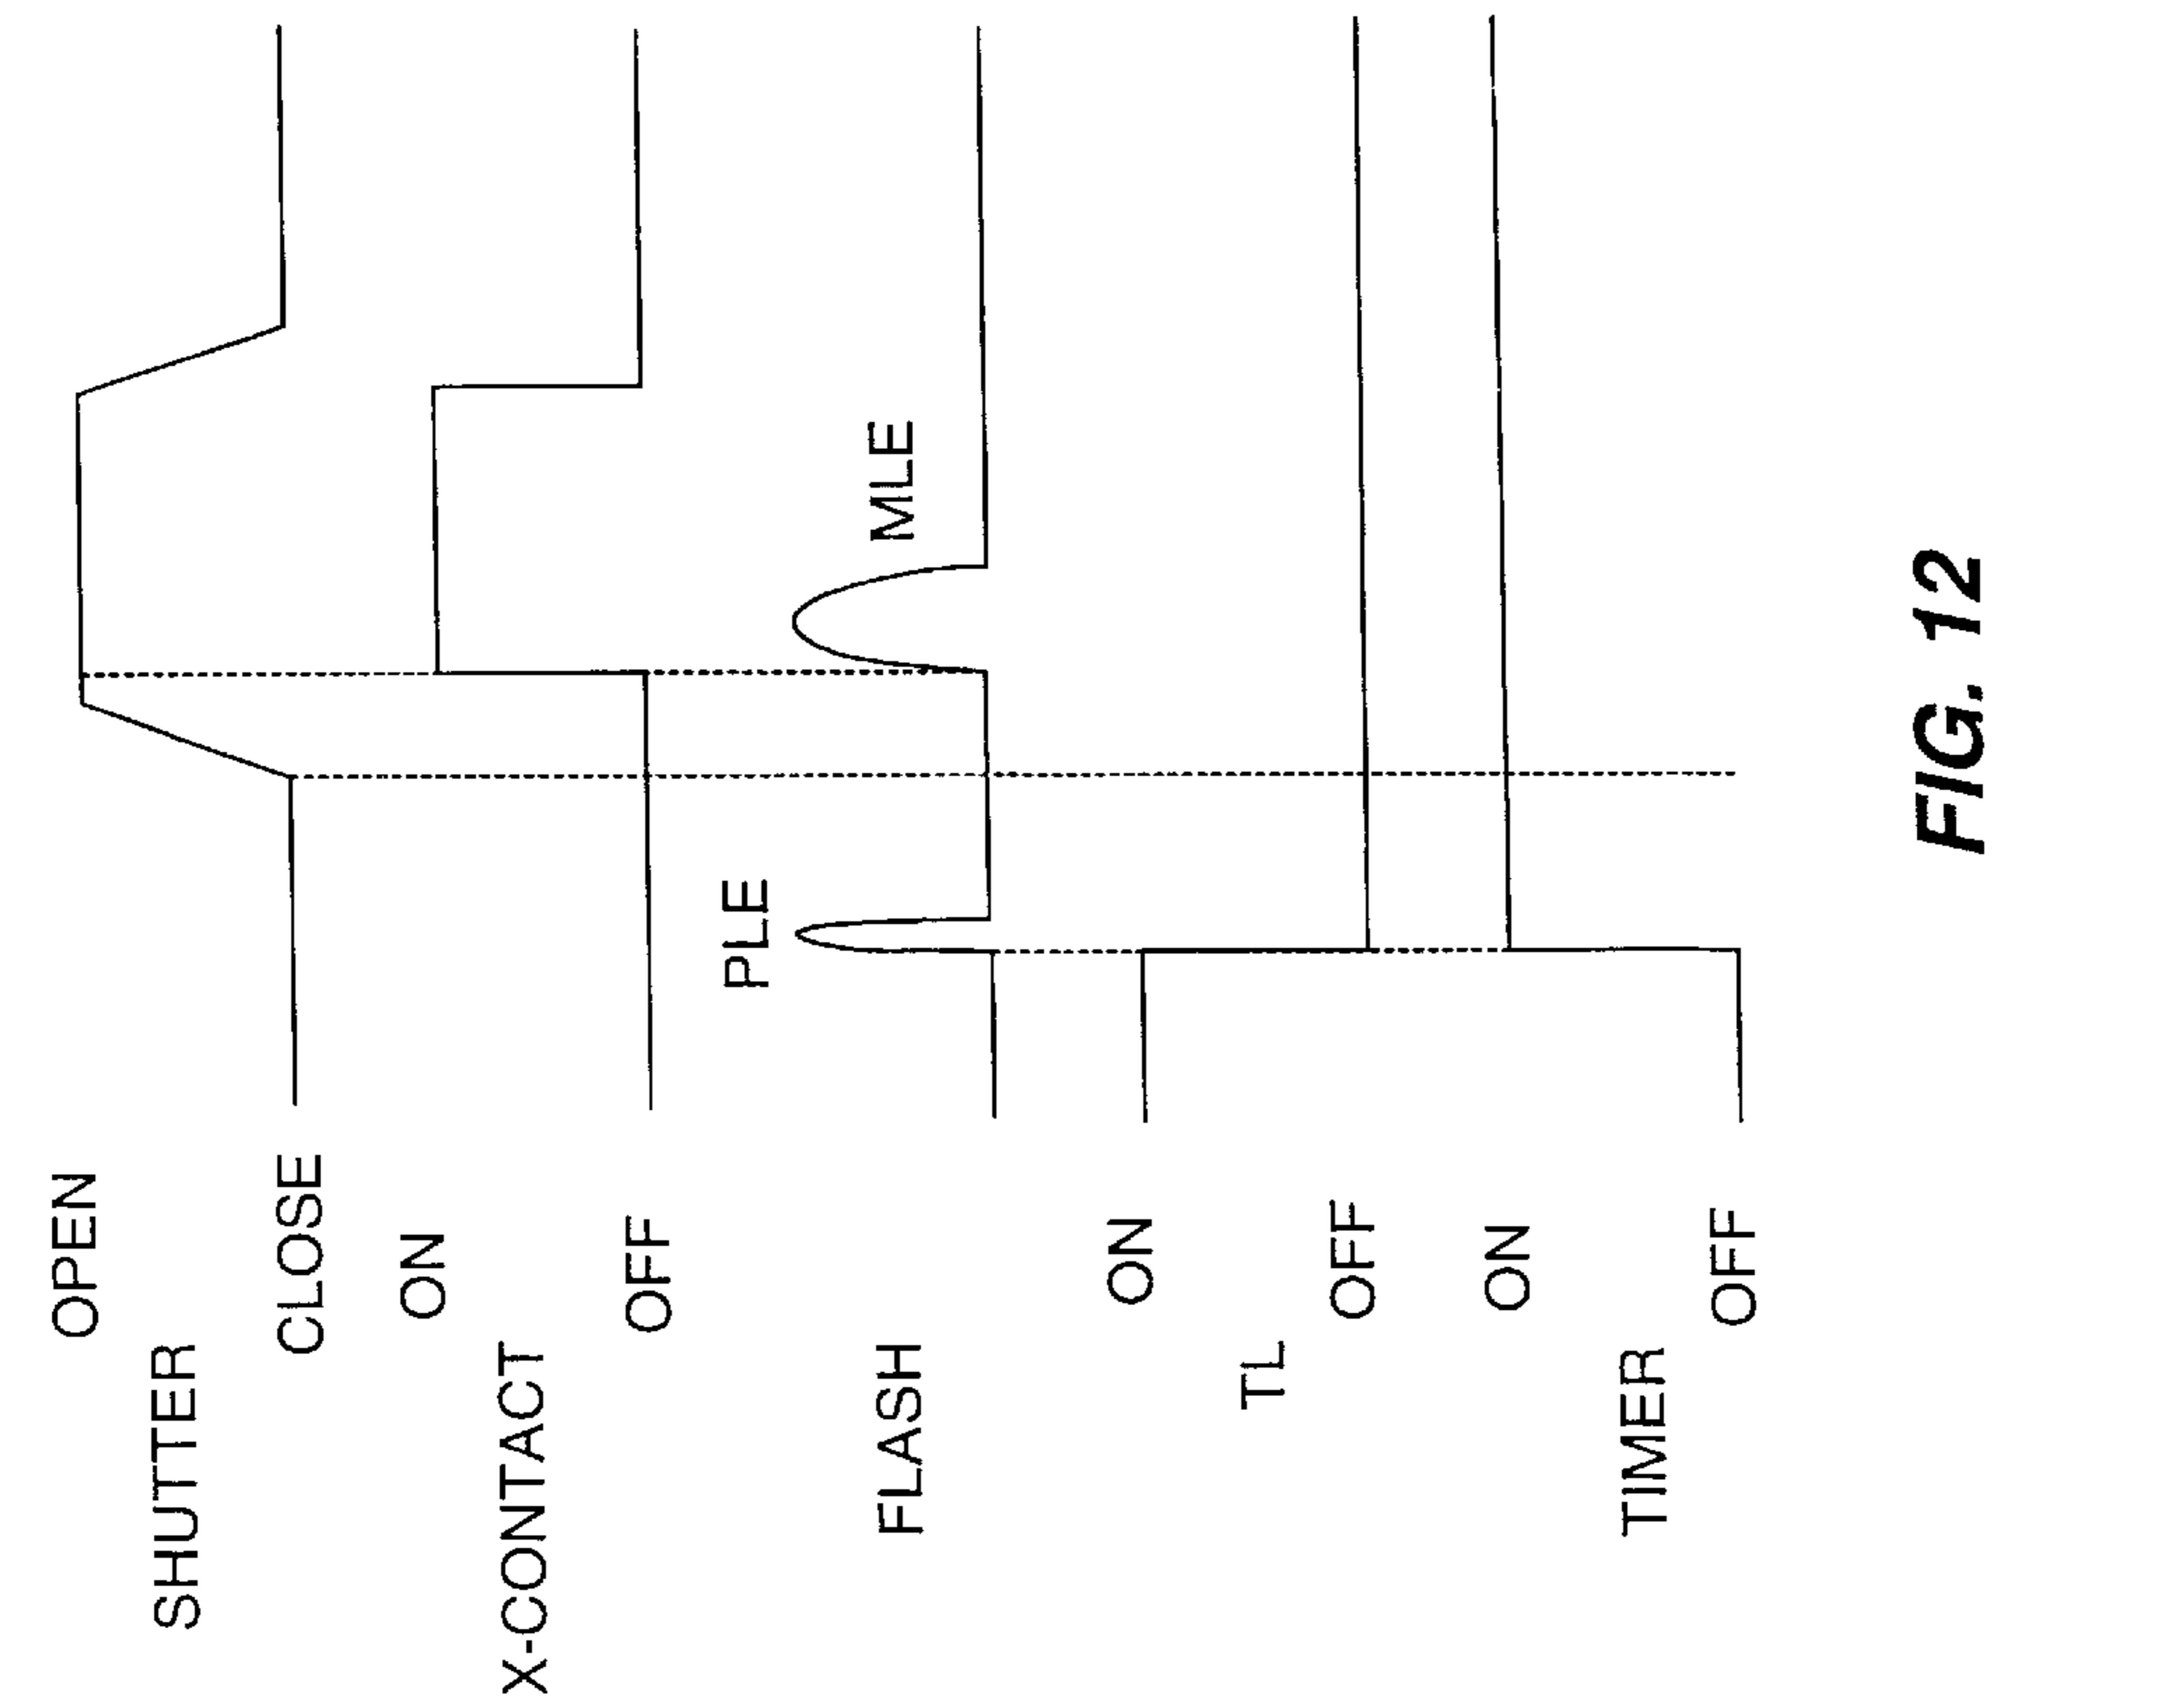 OPEN
SHUTTER
CLOSE
ON
X-CONTACT
OFF
PLE
MLE
FLASH
ON
TL
OFF
ON
TIMER
OFF
FIG. 12